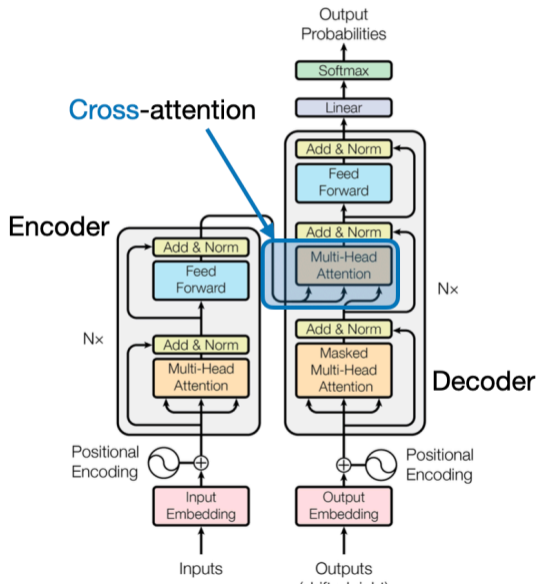 Output
Probabilities
Softmax
Linear
Cross-attention
Add & Norm
Feed
Forward
Add & Norm
Multi-Head
Attention
Nx
Add & Norm
Masked
Multi-Head
Attention
Decoder
Encoder
Add & Norm
Feed
Forward
Nx
Add & Norm
Multi-Head
Attention
Positional
Encoding
Positional
Encoding
Input
Embedding
Output
Embedding
Inputs
Outputs